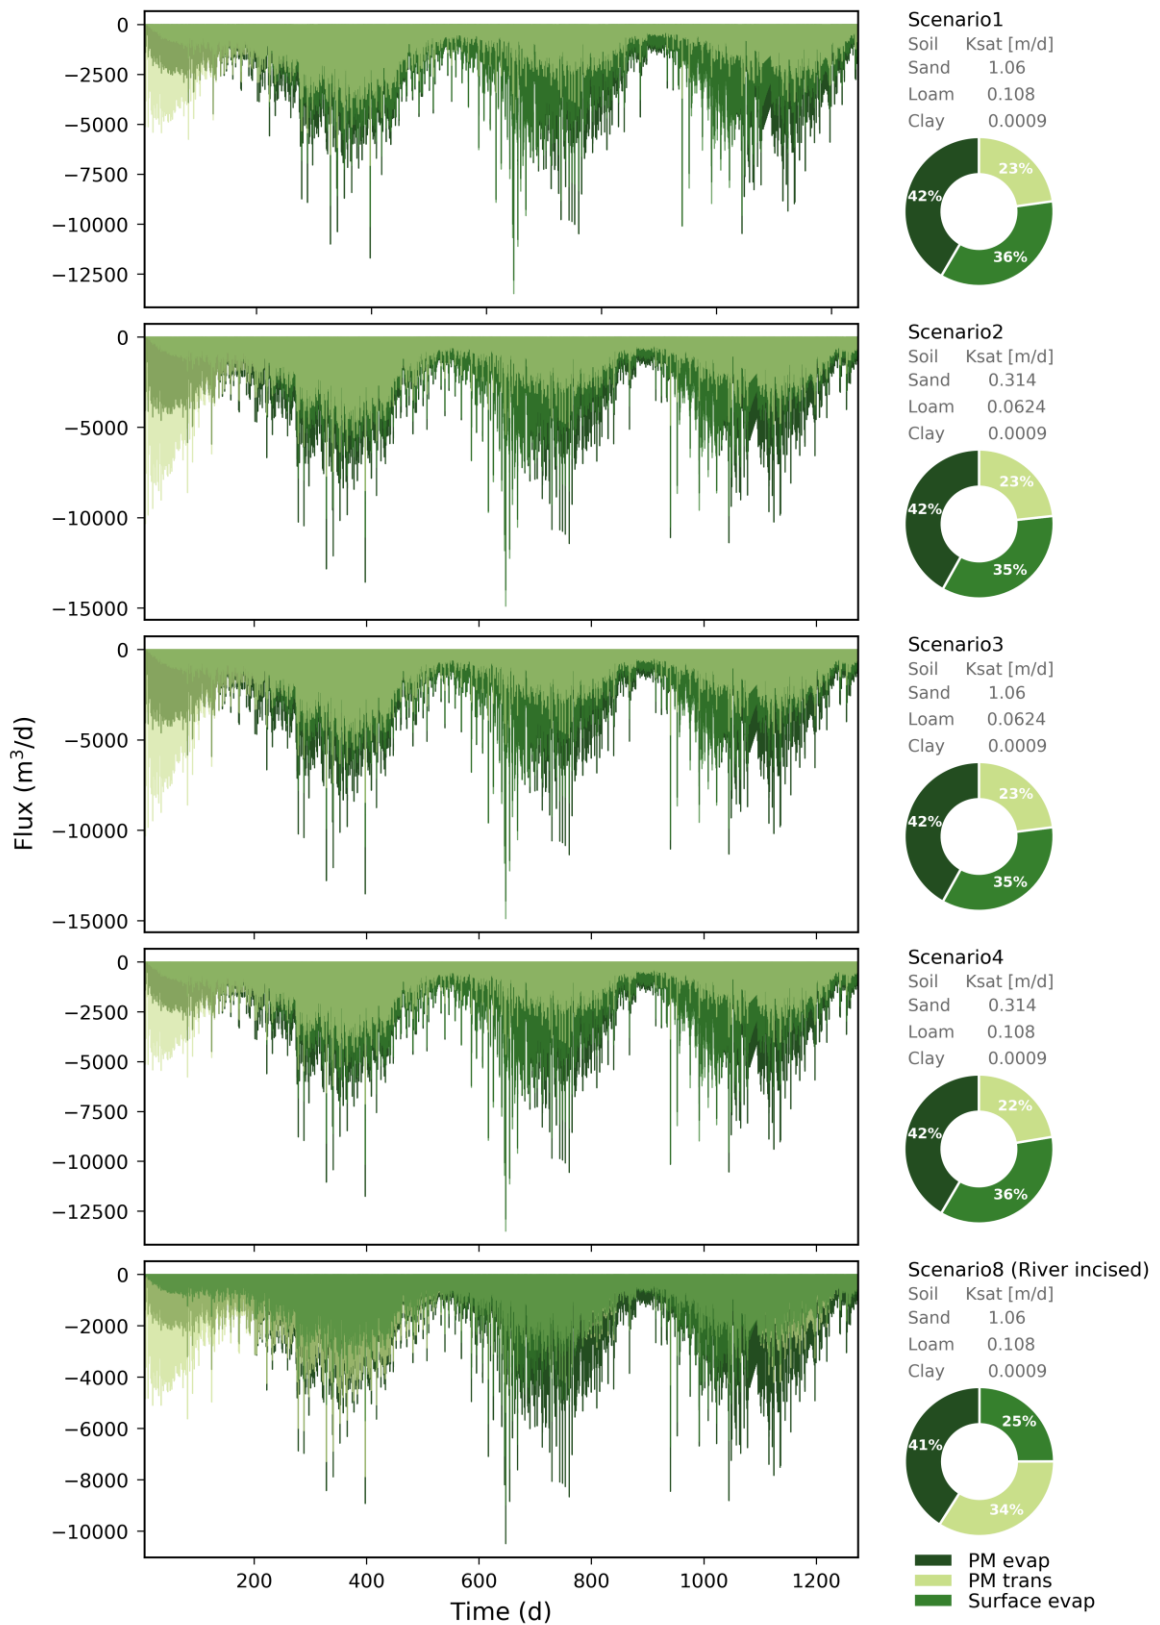 0
−2500
−5000
−7500
−10000
−12500
Scenario1
Soil Ksat [m/d]
Sand 1.06
Loam 0.108
Clay 0.0009
23%
42%
36%
0
−5000
−10000
−15000
Scenario2
Soil Ksat [m/d]
Sand 0.314
Loam 0.0624
Clay 0.0009
23%
42%
35%
Flux (m³/d)
0
−5000
−10000
−15000
Scenario3
Soil Ksat [m/d]
Sand 1.06
Loam 0.0624
Clay 0.0009
23%
42%
35%
0
−2500
−5000
−7500
−10000
−12500
Scenario4
Soil Ksat [m/d]
Sand 0.314
Loam 0.108
Clay 0.0009
22%
42%
36%
0
−2000
−4000
−6000
−8000
−10000
Scenario8 (River incised)
Soil Ksat [m/d]
Sand 1.06
Loam 0.108
Clay 0.0009
25%
41%
34%
200 400 600 800 1000 1200
Time (d)
PM evap
PM trans
Surface evap